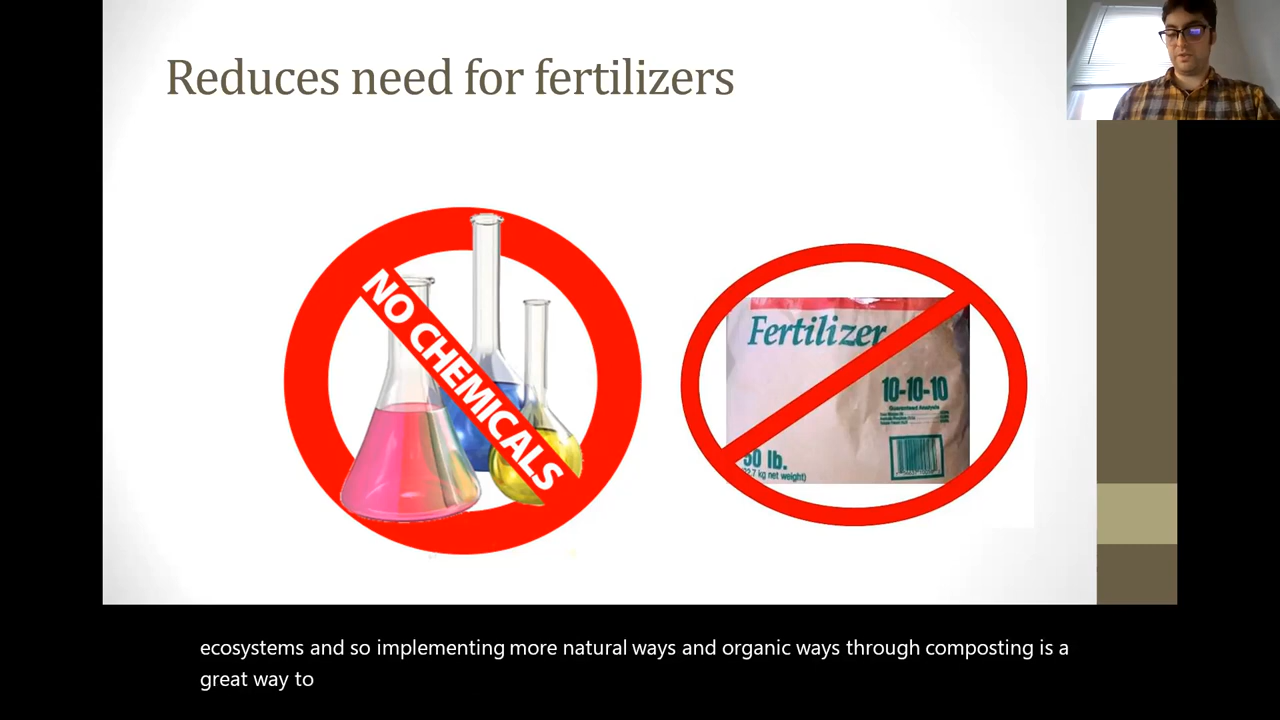 Reduces need for fertilizers
NO CHEMICALS
Fertilizer
10-10-10
Guaranteed Analysis
50 lb.
(22.7 kg net weight)
ecosystems and so implementing more natural ways and organic ways through composting is a
great way to